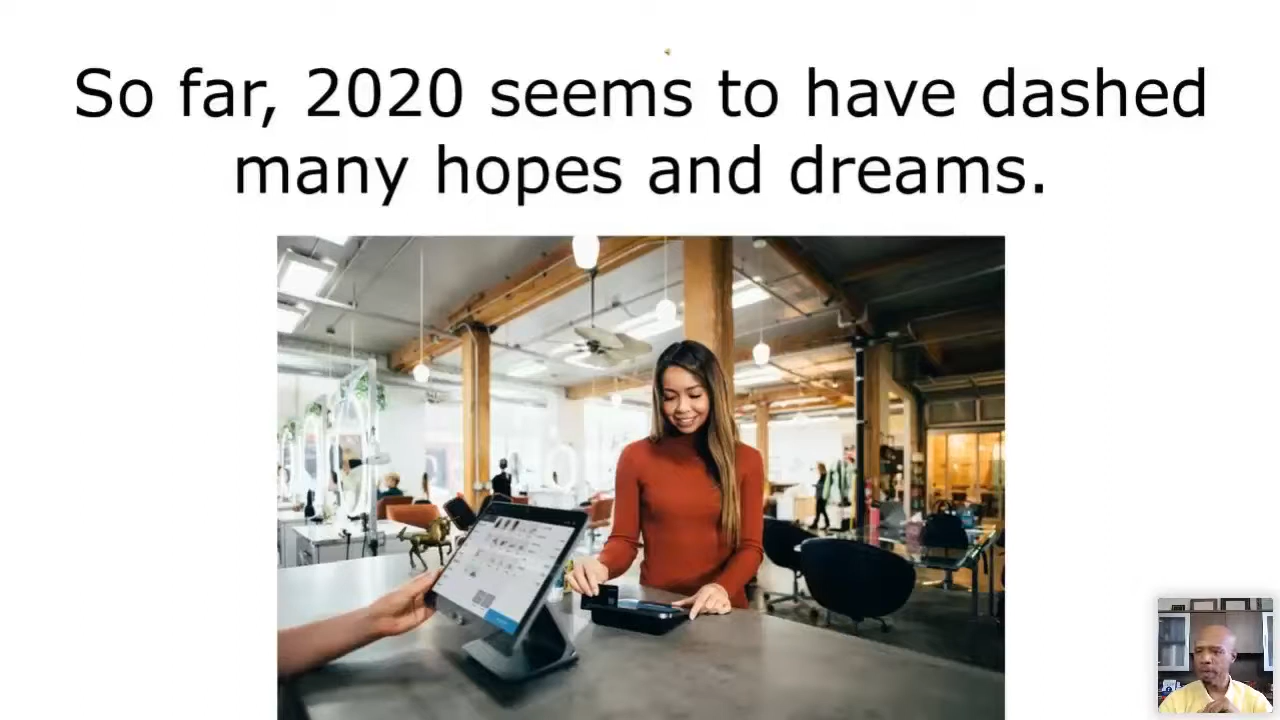 So far, 2020 seems to have dashed
many hopes and dreams.